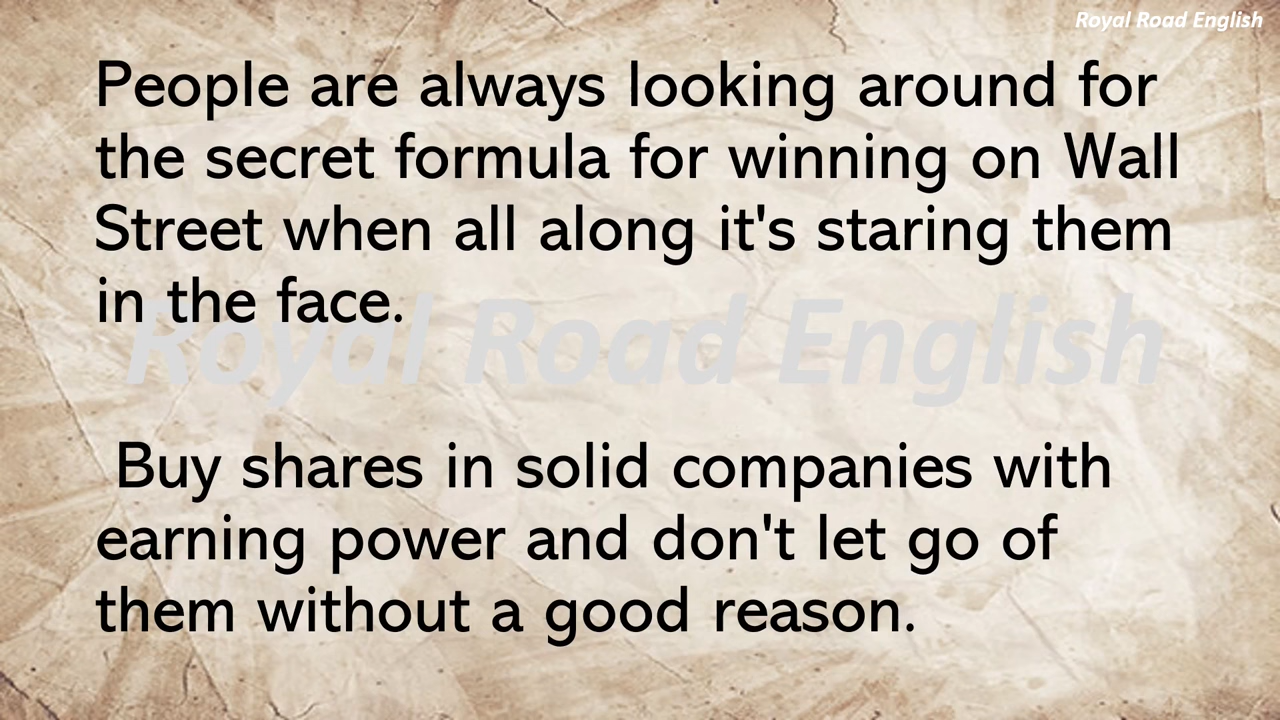 Royal Road English
People are always looking around for
the secret formula for winning on Wall
Street when all along it's staring them
in the face.
Royal Road English
Buy shares in solid companies with
earning power and don't let go of
them without a good reason.